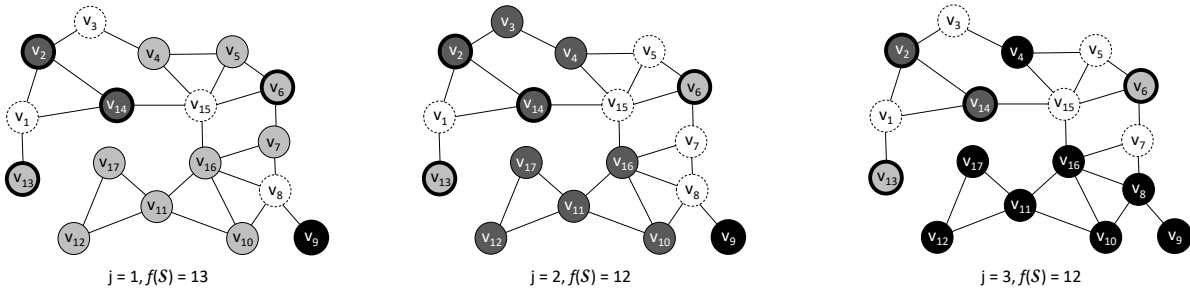 v3
v2
v4
v5
v6
v14
v15
v1
v7
v17
v16
v13
v8
v11
v12
v10
v9
j = 1, f(S) = 13
v3
v2
v4
v5
v6
v14
v15
v1
v7
v17
v16
v13
v8
v11
v12
v10
v9
j = 2, f(S) = 12
v3
v2
v4
v5
v6
v14
v15
v1
v7
v17
v16
v13
v8
v11
v12
v10
v9
j = 3, f(S) = 12